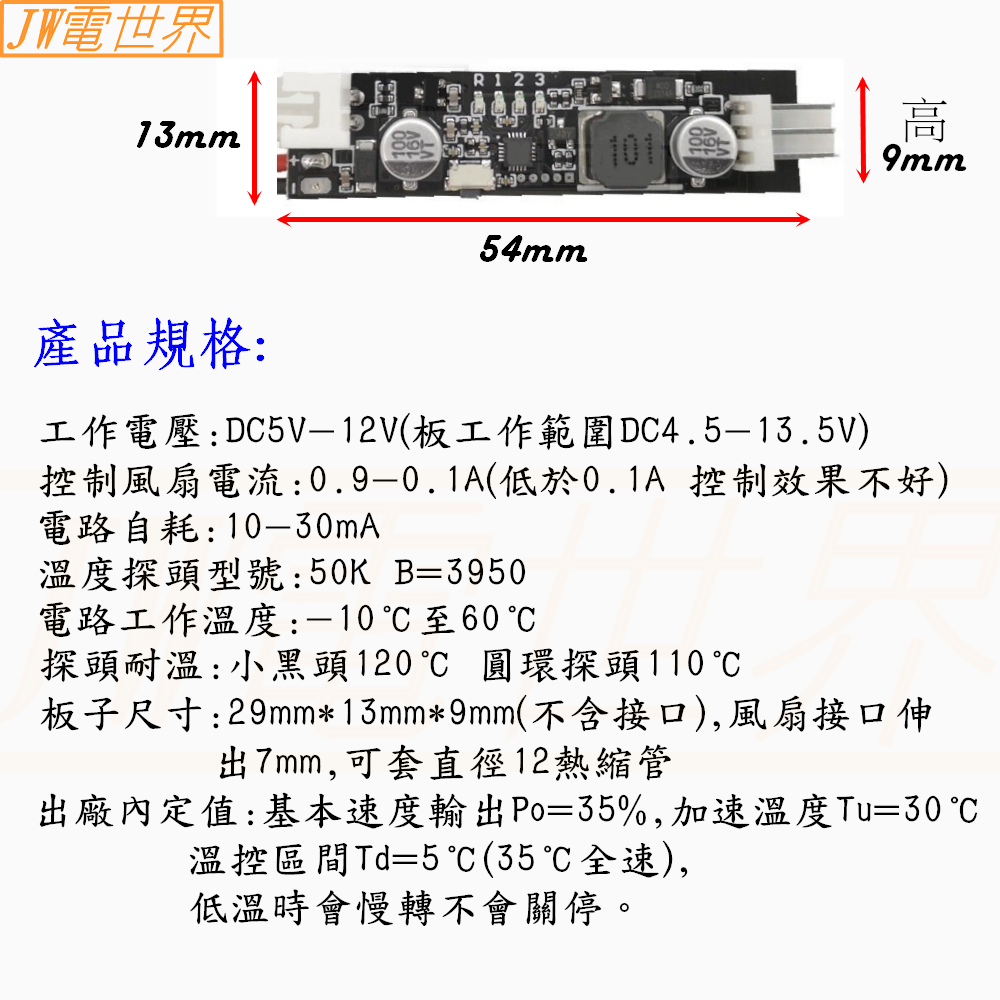 JW電世界
R 1 2 3
13mm
100
16V
VT
100
16V
VT
高
9mm
54mm
產品規格:
工作電壓:DC5V-12V(板工作範圍DC4.5-13.5V)
控制風扇電流:0.9-0.1A(低於0.1A 控制效果不好)
電路自耗:10-30mA
溫度探頭型號:50K B=3950
電路工作溫度:-10℃至60℃
探頭耐溫:小黑頭120℃ 圓環探頭110℃
板子尺寸:29mm*13mm*9mm(不含接口),風扇接口伸
出7mm,可套直徑12熱縮管
出廠內定值:基本速度輸出Po=35%,加速溫度Tu=30℃
溫控區間Td=5℃(35℃全速),
低溫時會慢轉不會關停。
JW電世界